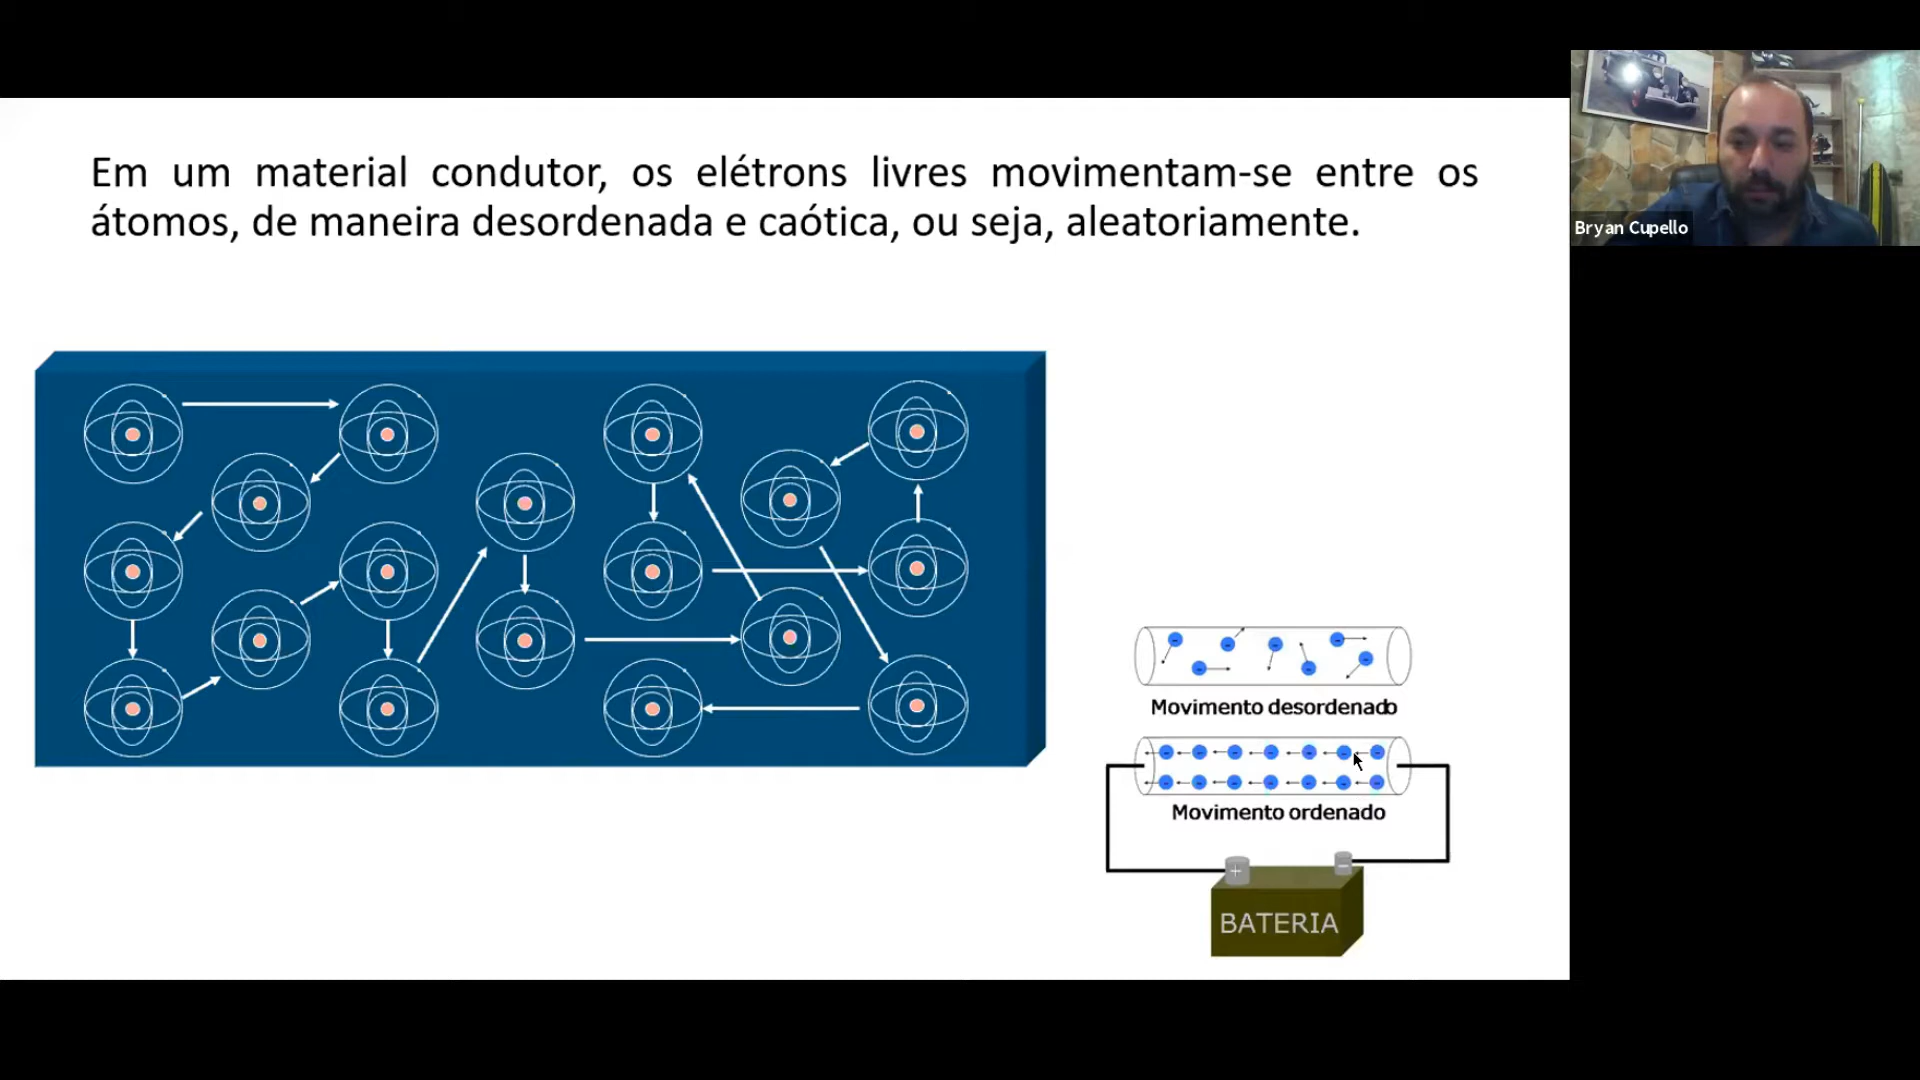 Em um material condutor, os elétrons livres movimentam-se entre os
átomos, de maneira desordenada e caótica, ou seja, aleatoriamente.
Bryan Cupello
Movimento desordenado
Movimento ordenado
+
-
BATERIA